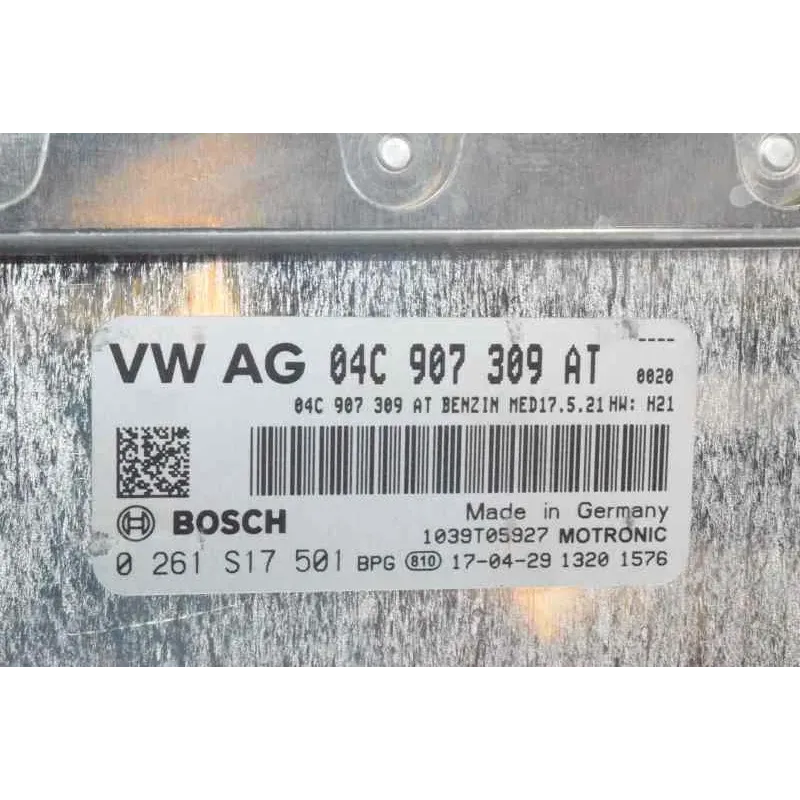 VW AG 04C 907 309 AT ----
0020
04C 907 309 AT BENZIN MED17.5.21 HW: H21
Made in Germany
BOSCH 1039T05927 MOTRONIC
0 261 S17 501 BPG 810 17-04-29 1320 1576